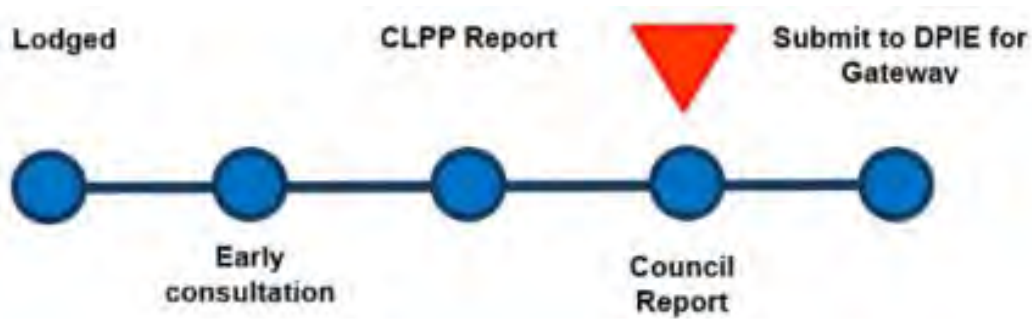 Lodged
CLPP Report
Submit to DPIE for
Gateway
Early
consultation
Council
Report